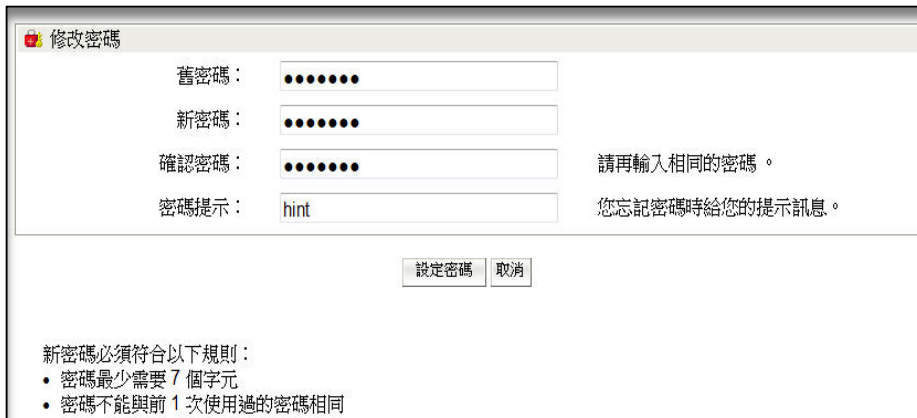 修改密碼
舊密碼： •••••••
新密碼： •••••••
確認密碼： ••••••• 請再輸入相同的密碼。
密碼提示： hint 您忘記密碼時給您的提示訊息。
設定密碼 取消
新密碼必須符合以下規則：
• 密碼最少需要 7 個字元
• 密碼不能與前 1 次使用過的密碼相同